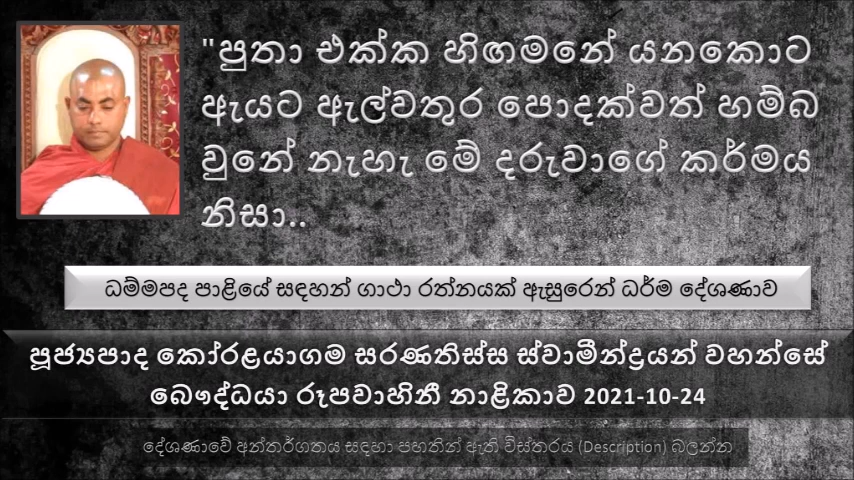 "පුතා එක්ක හිඟමනේ යනකොට
ඇයට ඇල්වතුර පොදක්වත් හම්බ
වුනේ නැහැ මේ දරුවාගේ කර්මය
නිසා..
ධම්මපද පාළියේ සඳහන් ගාථා රත්නයක් ඇසුරෙන් ධර්ම දේශණාව
පූජ්‍යපාද කෝරළයාගම සරණතිස්ස ස්වාමීන්ද්‍රයන් වහන්සේ
බෞද්ධයා රූපවාහිනී නාළිකාව 2021-10-24
දේශණාවේ අන්තර්ගතය සඳහා පහතින් ඇති විස්තරය (Description) බලන්න